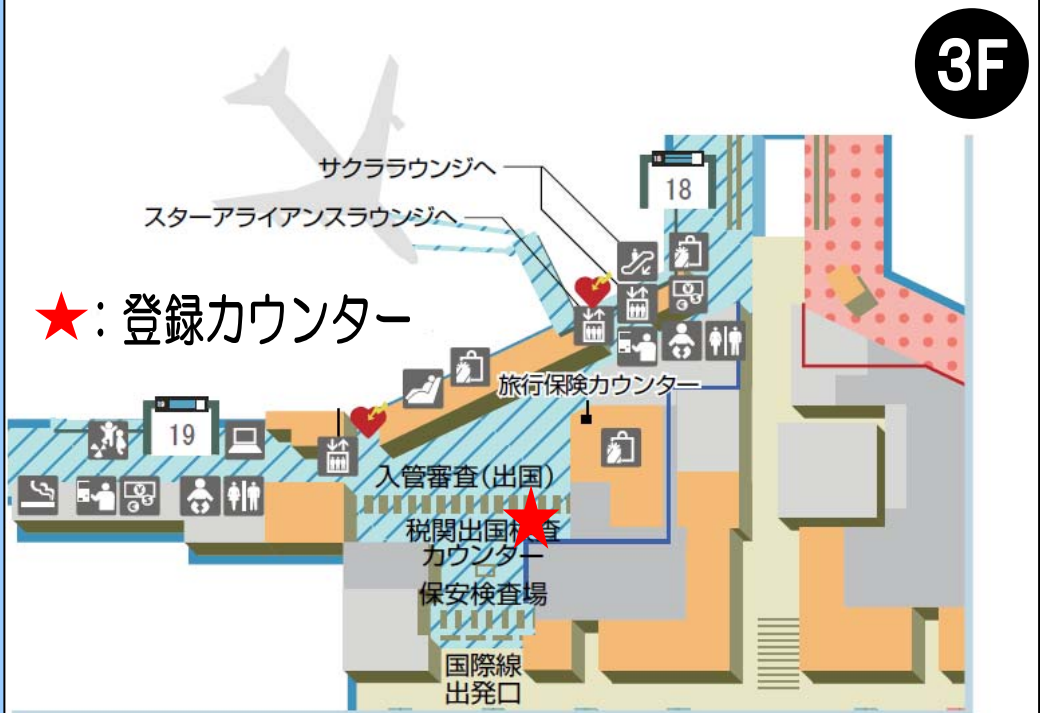 3F
サクララウンジへ
18
スターアライアンスラウンジへ
★：登録カウンター
旅行保険カウンター
19
入管審査(出国)
税関出国検査
カウンター
保安検査場
国際線
出発口